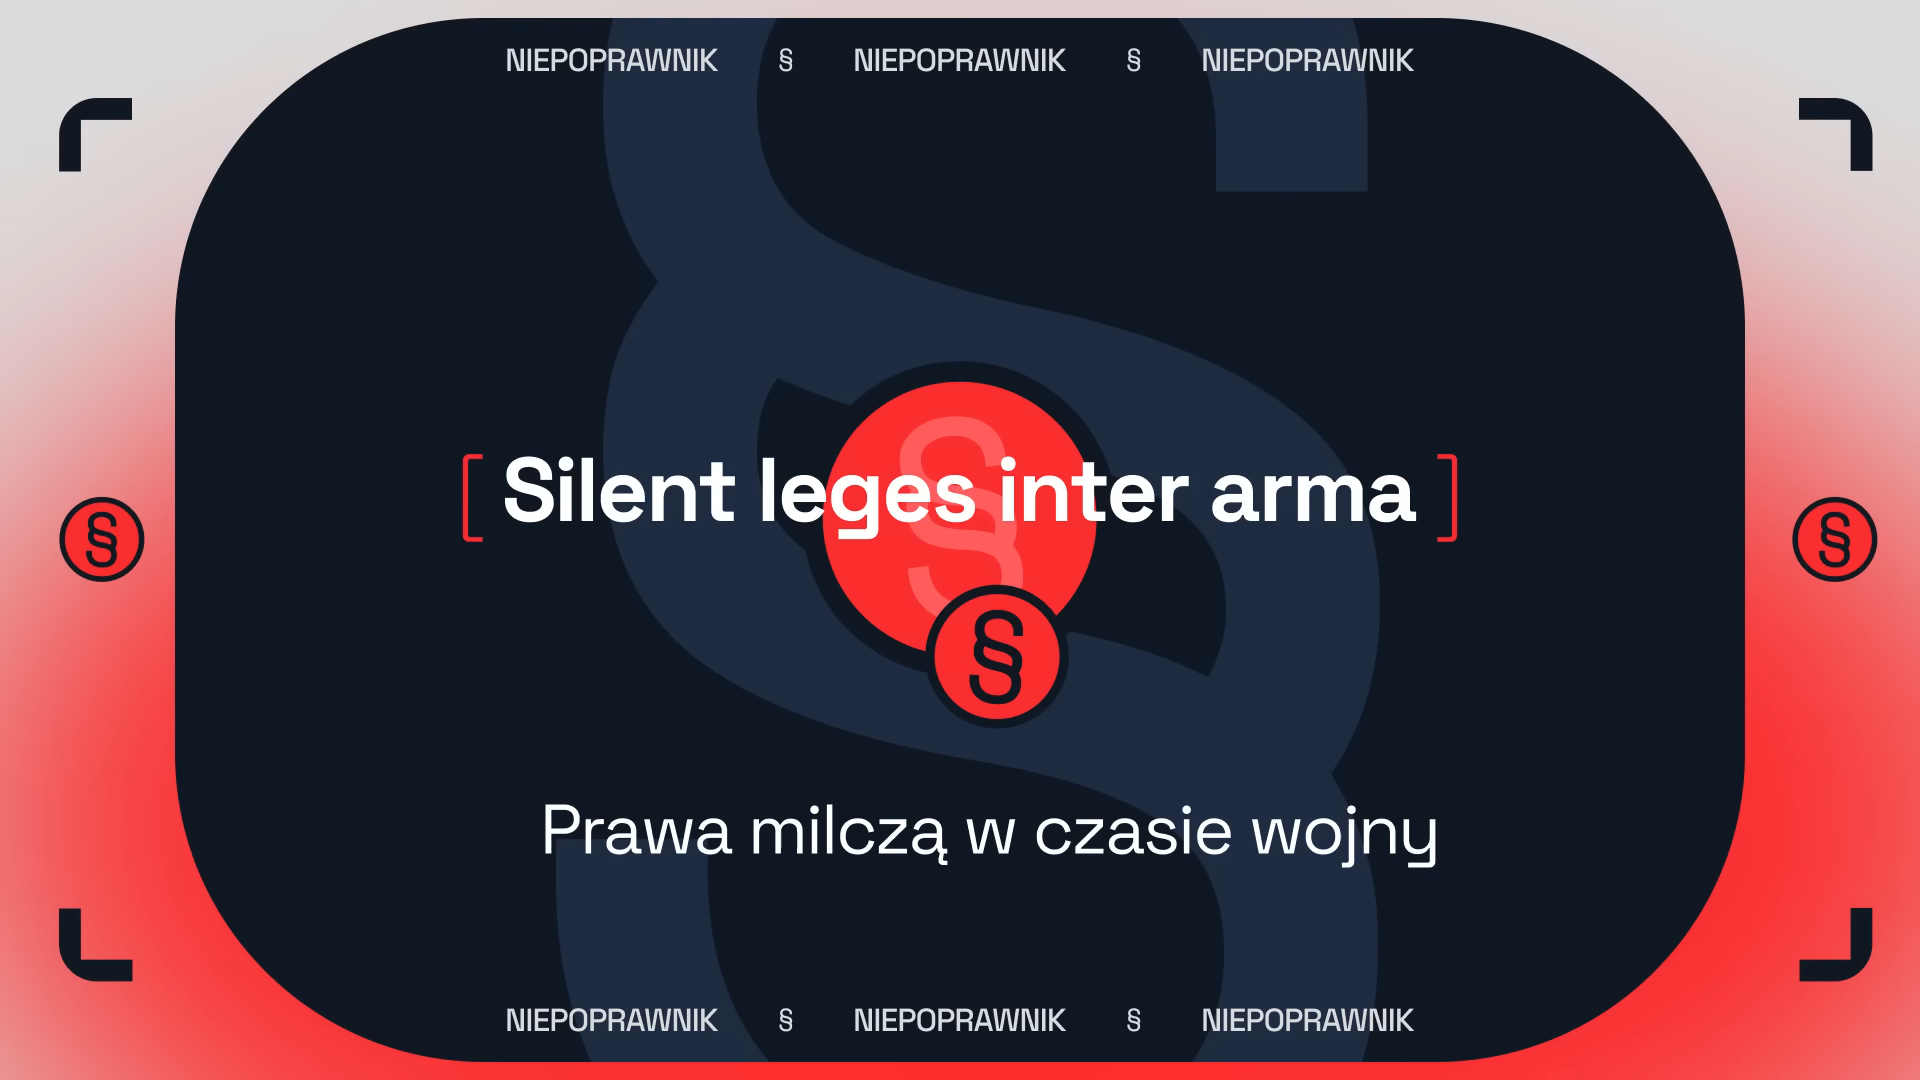 NIEPOPRAWNIK § NIEPOPRAWNIK § NIEPOPRAWNIK
§
[ Silent leges inter arma ]
§
§
§
Prawa milczą w czasie wojny
NIEPOPRAWNIK § NIEPOPRAWNIK § NIEPOPRAWNIK